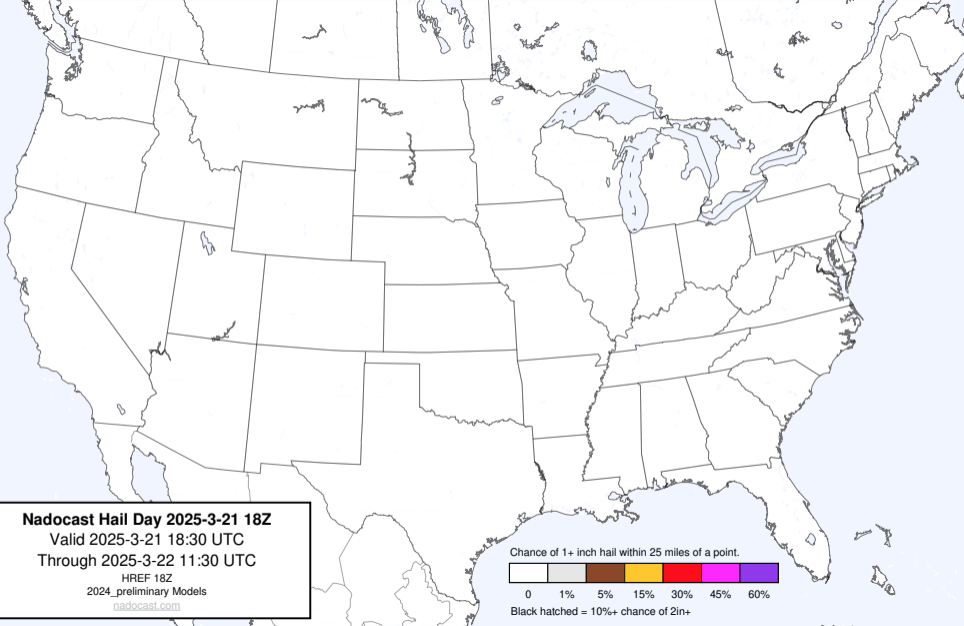 Nadocast Hail Day 2025-3-21 18Z
Valid 2025-3-21 18:30 UTC
Through 2025-3-22 11:30 UTC
HREF 18Z
2024_preliminary Models
nadocast.com
Chance of 1+ inch hail within 25 miles of a point.
0 1% 5% 15% 30% 45% 60%
Black hatched = 10%+ chance of 2in+